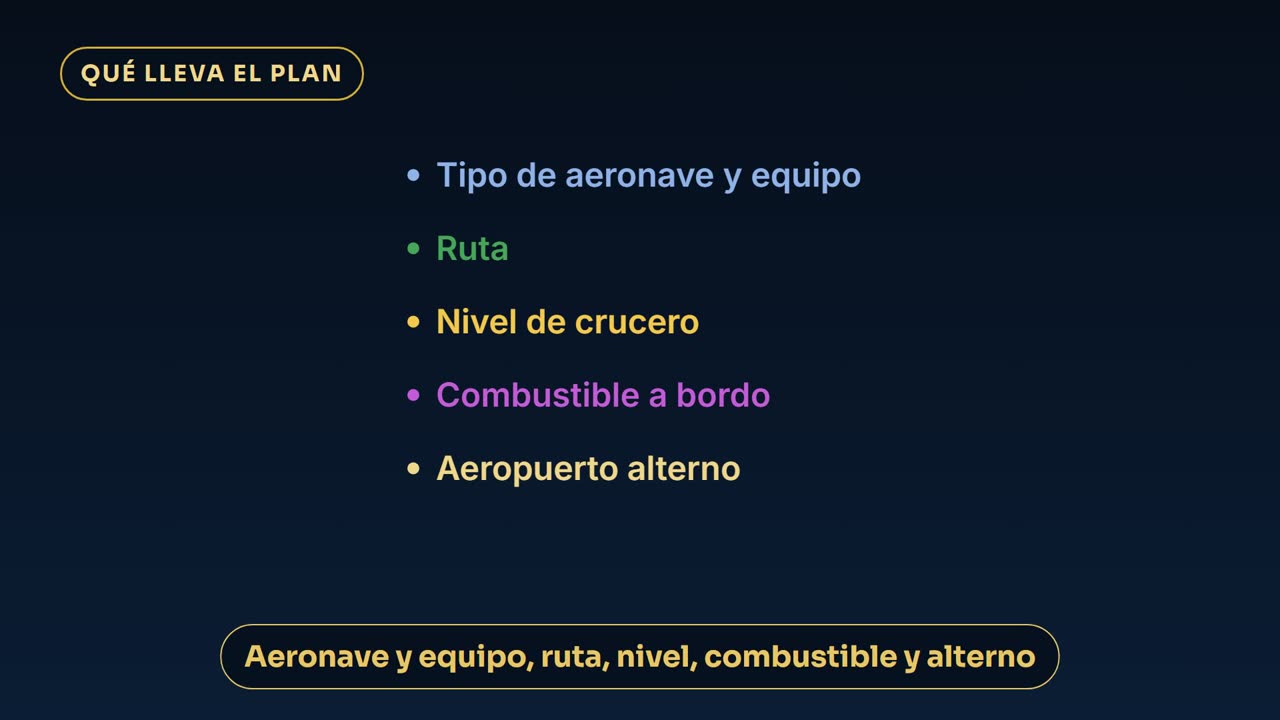 QUÉ LLEVA EL PLAN
• Tipo de aeronave y equipo
• Ruta
• Nivel de crucero
• Combustible a bordo
• Aeropuerto alterno
Aeronave y equipo, ruta, nivel, combustible y alterno